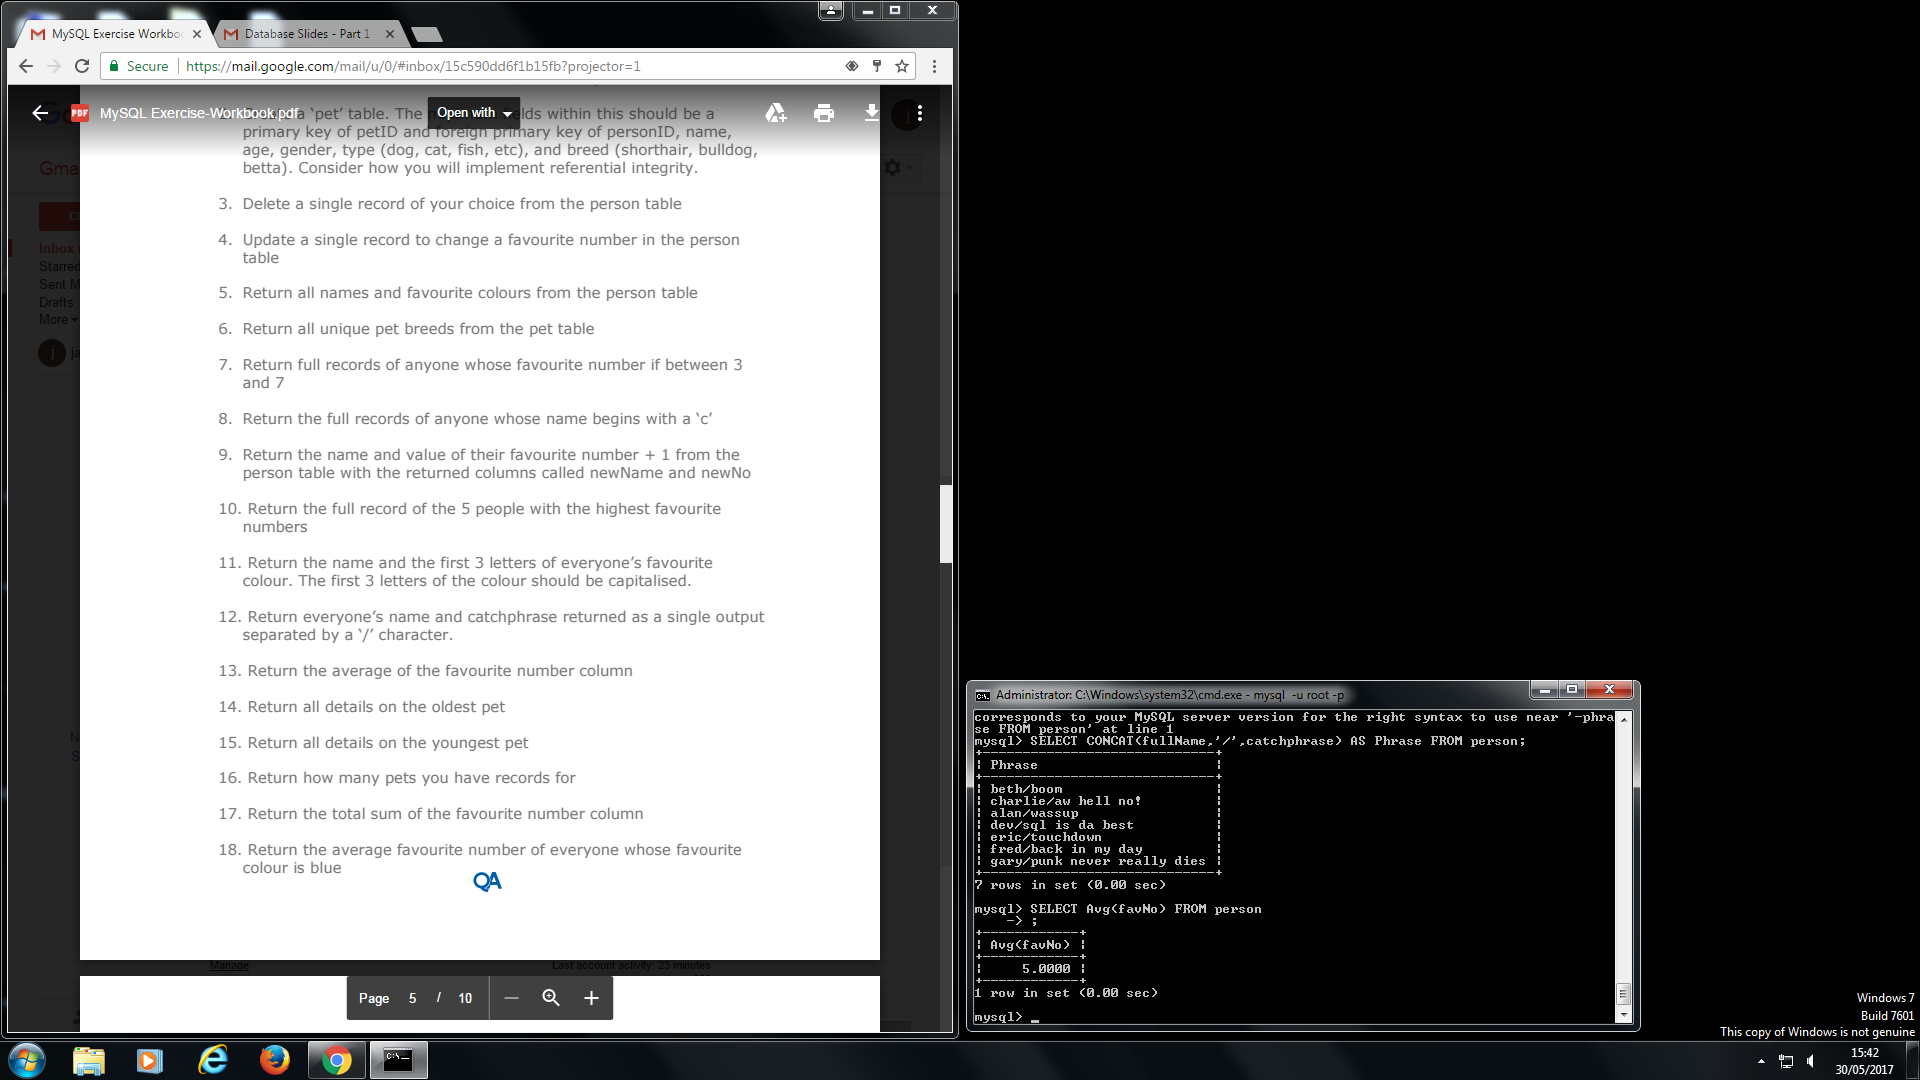 MySQL Exercise Workbo
Database Slides - Part 1
Secure
https://mail.google.com/mail/u/0/#inbox/15c590dd6f1b15fb?projector=1
PDF
MySQL Exercise-Workbook.pdf
Open with
a 'pet' table. The
fields within this should be a
primary key of petID and foreign primary key of personID, name,
age, gender, type (dog, cat, fish, etc), and breed (shorthair, bulldog,
betta). Consider how you will implement referential integrity.
3. Delete a single record of your choice from the person table
4. Update a single record to change a favourite number in the person
table
5. Return all names and favourite colours from the person table
6. Return all unique pet breeds from the pet table
7. Return full records of anyone whose favourite number if between 3
and 7
8. Return the full records of anyone whose name begins with a 'c'
9. Return the name and value of their favourite number + 1 from the
person table with the returned columns called newName and newNo
10. Return the full record of the 5 people with the highest favourite
numbers
11. Return the name and the first 3 letters of everyone's favourite
colour. The first 3 letters of the colour should be capitalised.
12. Return everyone's name and catchphrase returned as a single output
separated by a '/' character.
13. Return the average of the favourite number column
14. Return all details on the oldest pet
15. Return all details on the youngest pet
16. Return how many pets you have records for
17. Return the total sum of the favourite number column
18. Return the average favourite number of everyone whose favourite
colour is blue
QA
Gma
Inbox
Starred
Sent M
Drafts
More
j
ja
j
Manage
Last account activity: 23 minutes
Page 5 / 10
Administrator: C:\Windows\system32\cmd.exe - mysql -u root -p
corresponds to your MySQL server version for the right syntax to use near '-phra
se FROM person' at line 1
mysql> SELECT CONCAT(fullName,'/',catchphrase) AS Phrase FROM person;
+-----------------------------+
| Phrase                      |
+-----------------------------+
| beth/boom                   |
| charlie/aw hell no!         |
| alan/wassup                 |
| dev/sql is da best          |
| eric/touchdown              |
| fred/back in my day         |
| gary/punk never really dies |
+-----------------------------+
7 rows in set (0.00 sec)
mysql> SELECT Avg(favNo) FROM person
    -> ;
+------------+
| Avg(favNo) |
+------------+
|     5.0000 |
+------------+
1 row in set (0.00 sec)
mysql> _
Windows 7
Build 7601
This copy of Windows is not genuine
15:42
30/05/2017